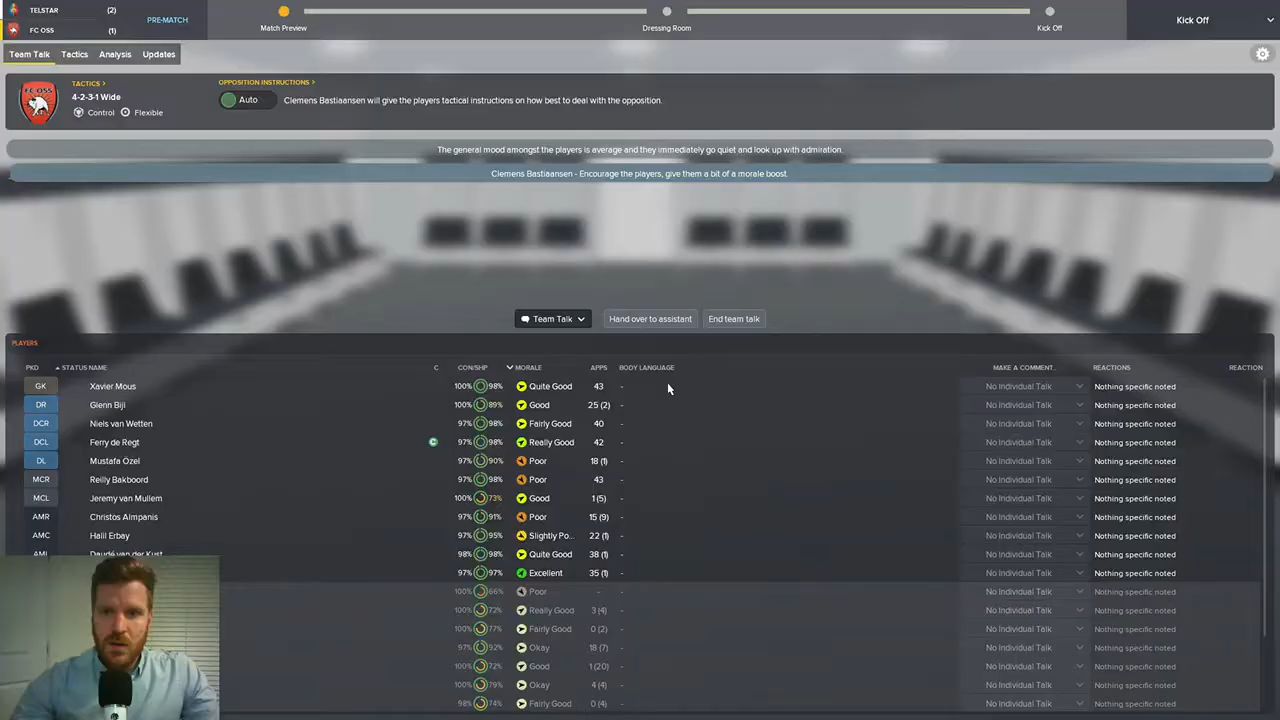 TELSTAR (2)
FC OSS (1)
PRE-MATCH
Match Preview
Dressing Room
Kick Off
Kick Off
Team Talk Tactics Analysis Updates
FC OSS
TACTICS >
4-2-3-1 Wide
Control Flexible
OPPOSITION INSTRUCTIONS >
Auto Clemens Bastiaansen will give the players tactical instructions on how best to deal with the opposition.
The general mood amongst the players is average and they immediately go quiet and look up with admiration.
Clemens Bastiaansen - Encourage the players, give them a bit of a morale boost.
Team Talk Hand over to assistant End team talk
PLAYERS
PKD STATUS NAME C CON/SHP MORALE APPS BODY LANGUAGE MAKE A COMMENT... REACTIONS REACTION
GK Xavier Mous 100% 98% Quite Good 43 - No Individual Talk Nothing specific noted
DR Glenn Biji 100% 89% Good 25 (2) - No Individual Talk Nothing specific noted
DCR Niels van Wetten 97% 98% Fairly Good 40 - No Individual Talk Nothing specific noted
DCL Ferry de Regt C 97% 98% Really Good 42 - No Individual Talk Nothing specific noted
DL Mustafa Özel 97% 90% Poor 18 (1) - No Individual Talk Nothing specific noted
MCR Reilly Bakboord 97% 98% Poor 43 - No Individual Talk Nothing specific noted
MCL Jeremy van Mullem 100% 73% Good 1 (5) - No Individual Talk Nothing specific noted
AMR Christos Almpanis 97% 91% Poor 15 (9) - No Individual Talk Nothing specific noted
AMC Halil Erbay 97% 95% Slightly Po... 22 (1) - No Individual Talk Nothing specific noted
AML Daudé van der Kust 98% 98% Quite Good 38 (1) - No Individual Talk Nothing specific noted
97% 97% Excellent 35 (1) - No Individual Talk Nothing specific noted
100% 66% Poor - - No Individual Talk Nothing specific noted
100% 72% Really Good 3 (4) - No Individual Talk Nothing specific noted
100% 77% Fairly Good 0 (2) - No Individual Talk Nothing specific noted
97% 92% Okay 18 (7) - No Individual Talk Nothing specific noted
100% 72% Good 1 (20) - No Individual Talk Nothing specific noted
100% 79% Okay 4 (4) - No Individual Talk Nothing specific noted
98% 74% Fairly Good 0 (4) - No Individual Talk Nothing specific noted